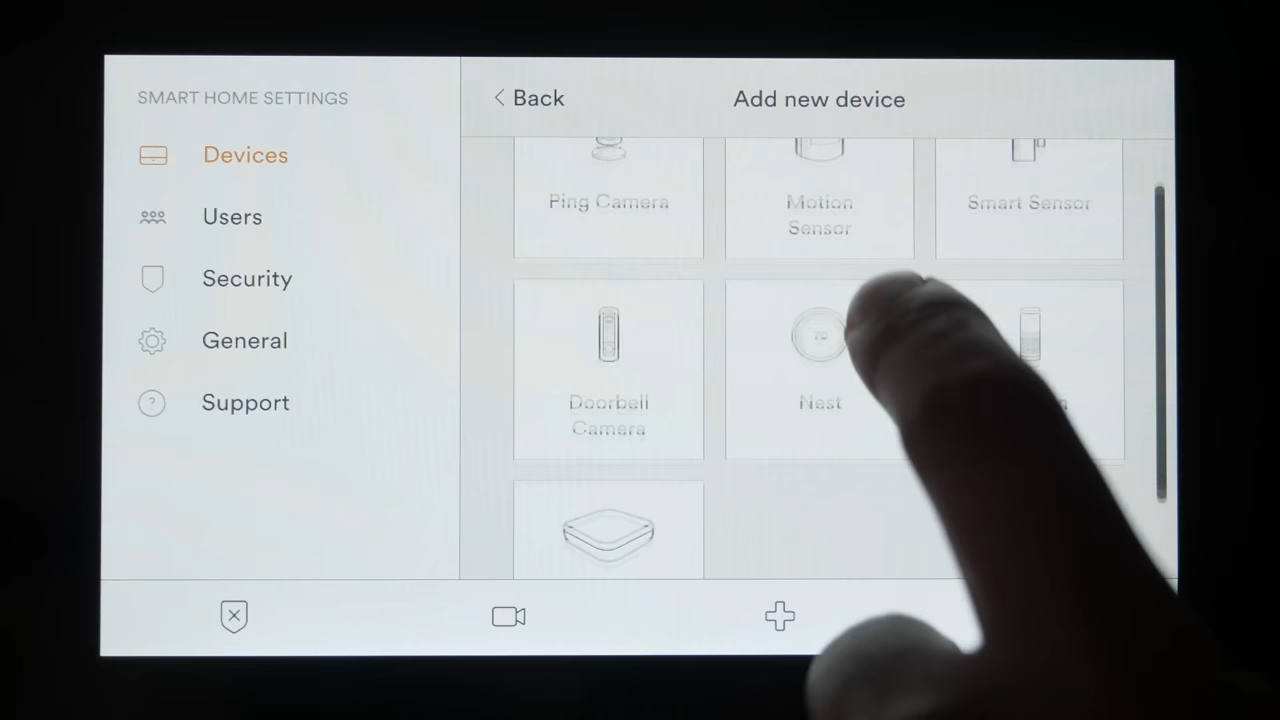 SMART HOME SETTINGS
Devices
Users
Security
General
Support
Back
Add new device
Ping Camera
Motion
Sensor
Smart Sensor
Doorbell
Camera
70
Nest